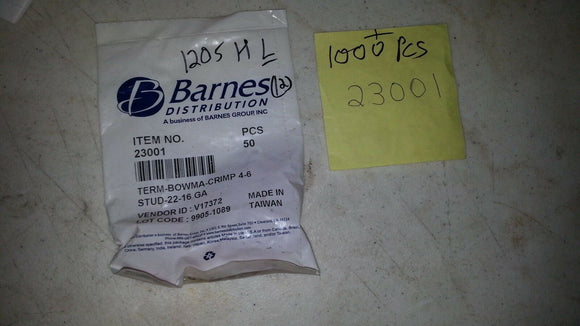 1205 H L
Barnes (12)
DISTRIBUTION
A business of BARNES GROUP, INC
ITEM NO. PCS
23001 50
TERM-BOWMA-CRIMP 4-6
STUD-22-16 GA
VENDOR ID : V17372 MADE IN
LOT CODE : 9905-1089 TAIWAN
1000+ PCS
23001